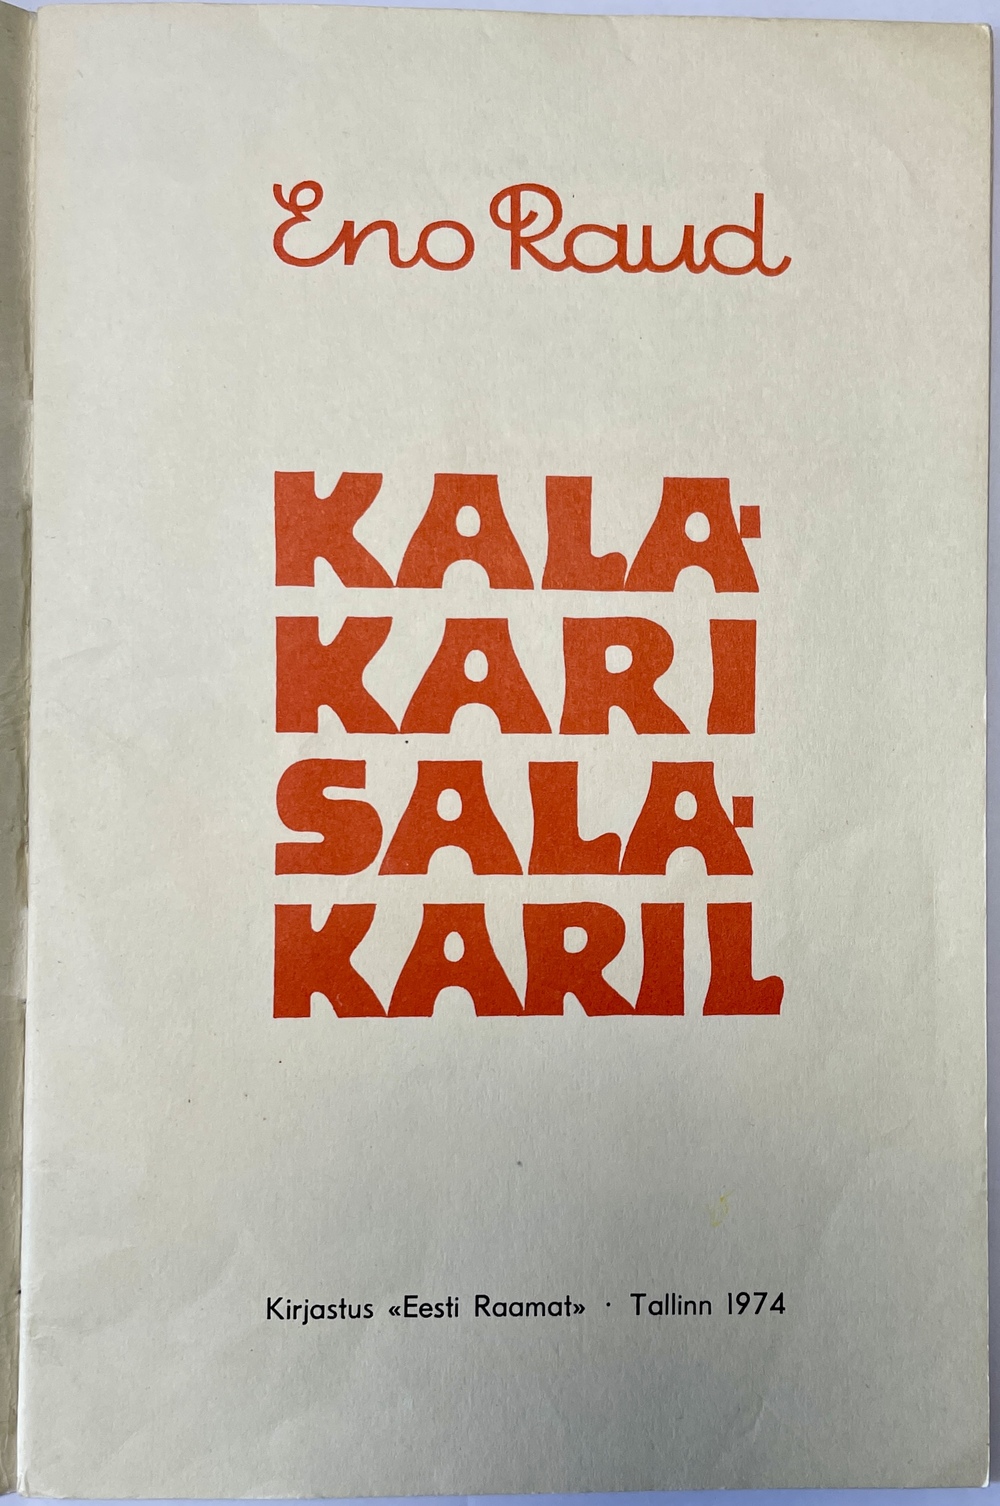 Eno Raud
KALA-
KARI
SALA-
KARIL
Kirjastus «Eesti Raamat» · Tallinn 1974